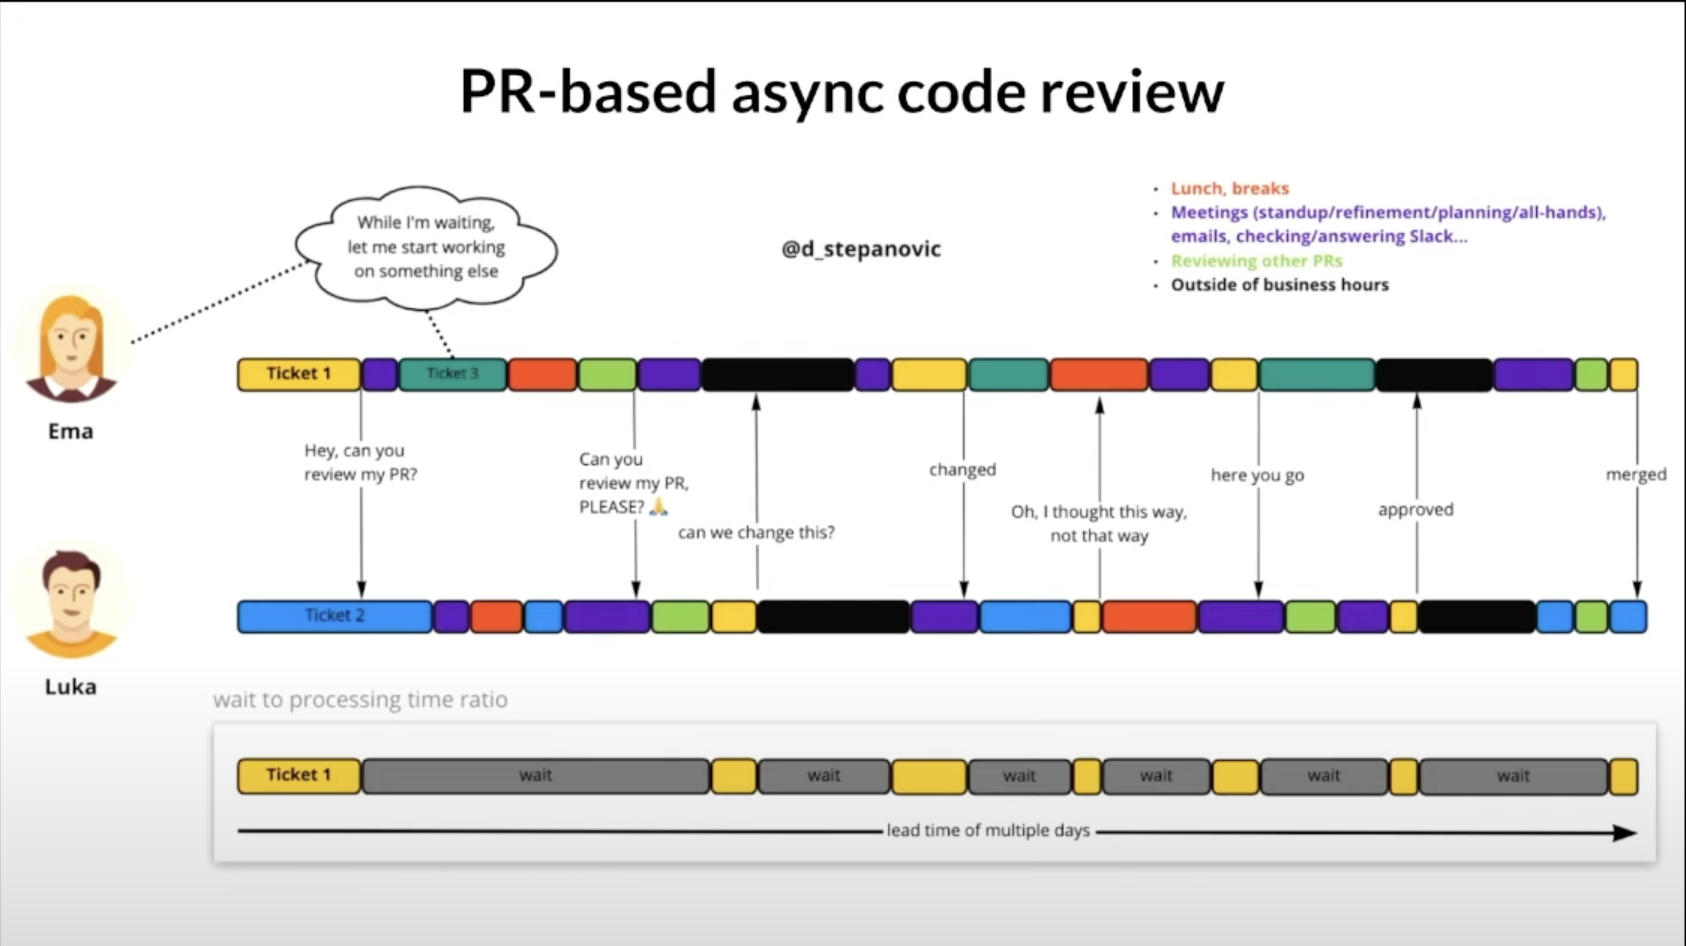 PR-based async code review
While I'm waiting,
let me start working
on something else
@d_stepanovic
· Lunch, breaks
· Meetings (standup/refinement/planning/all-hands),
emails, checking/answering Slack...
· Reviewing other PRs
· Outside of business hours
Ticket 1
Ticket 3
Ema
Hey, can you
review my PR?
Can you
review my PR,
PLEASE? 🙏
can we change this?
changed
Oh, I thought this way,
not that way
here you go
approved
merged
Ticket 2
Luka
wait to processing time ratio
Ticket 1
wait
wait
wait
wait
wait
wait
lead time of multiple days